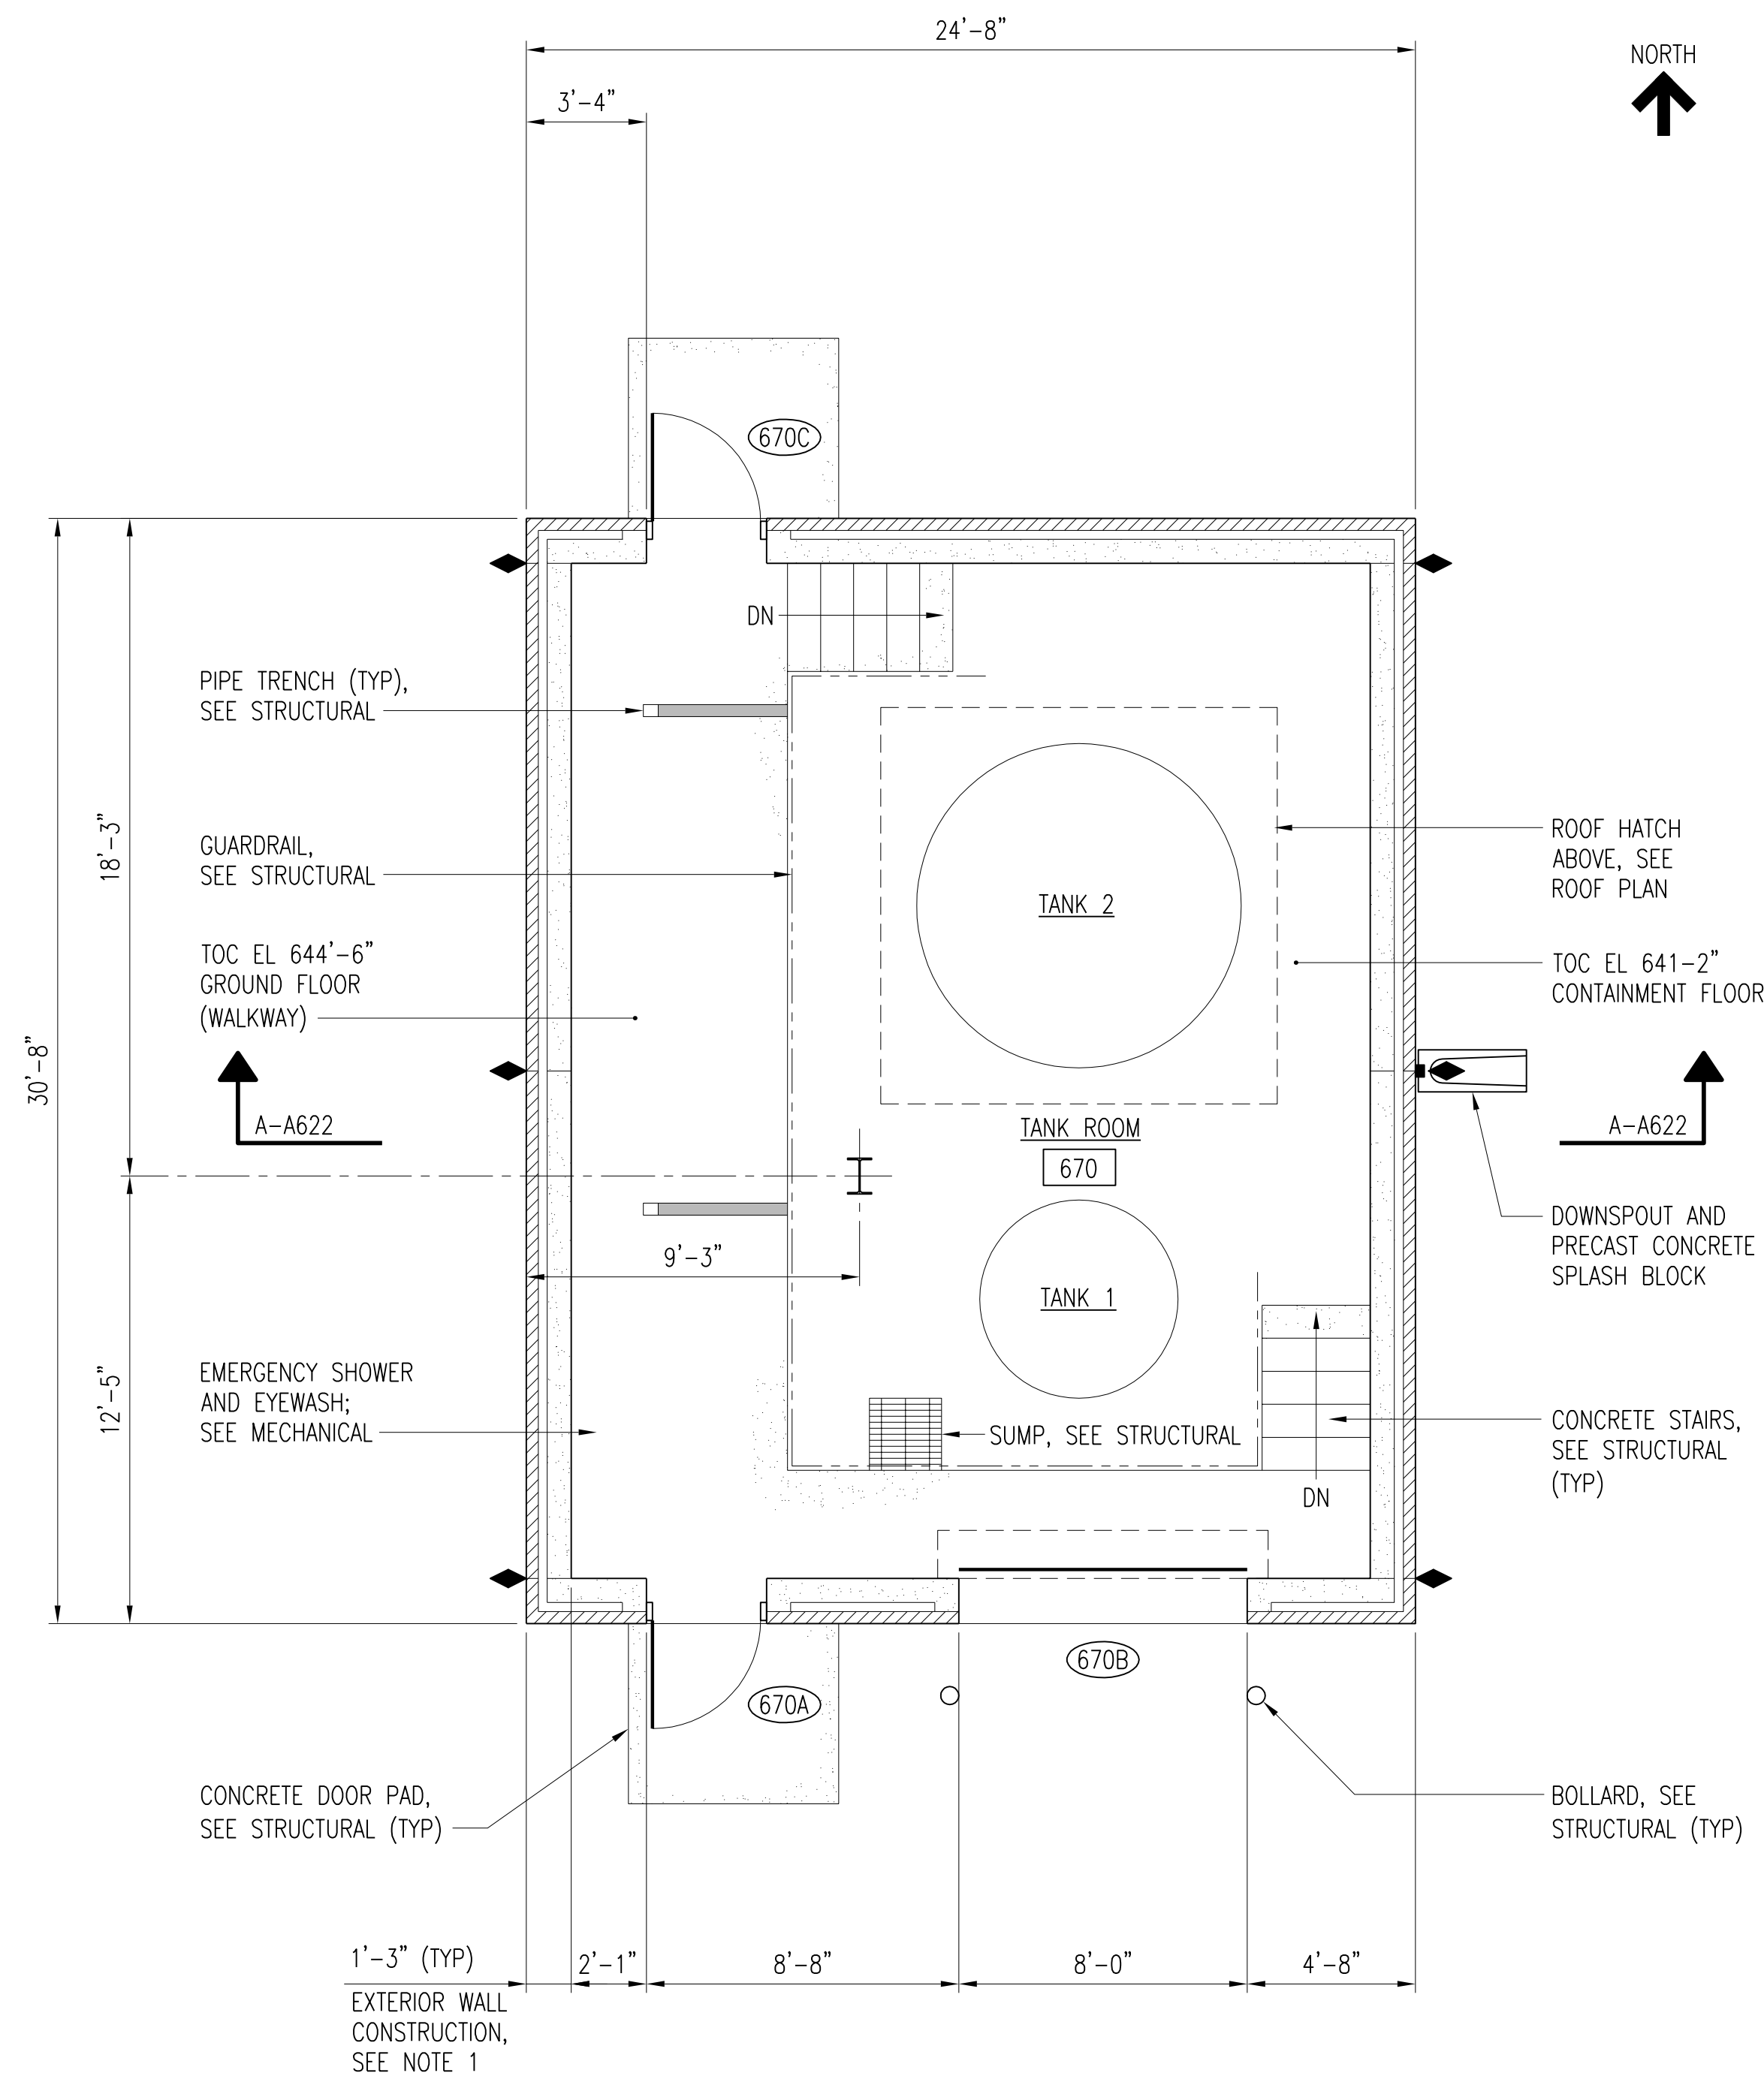 24'-8"
NORTH
3'-4"
670C
DN
PIPE TRENCH (TYP),
SEE STRUCTURAL
18'-3"
GUARDRAIL,
SEE STRUCTURAL
ROOF HATCH
ABOVE, SEE
ROOF PLAN
TANK 2
TOC EL 644'-6"
GROUND FLOOR
(WALKWAY)
TOC EL 641-2"
CONTAINMENT FLOOR
30'-8"
A-A622
A-A622
TANK ROOM
670
DOWNSPOUT AND
PRECAST CONCRETE
SPLASH BLOCK
9'-3"
TANK 1
12'-5"
EMERGENCY SHOWER
AND EYEWASH;
SEE MECHANICAL
SUMP, SEE STRUCTURAL
CONCRETE STAIRS,
SEE STRUCTURAL
(TYP)
DN
670B
670A
CONCRETE DOOR PAD,
SEE STRUCTURAL (TYP)
BOLLARD, SEE
STRUCTURAL (TYP)
1'-3" (TYP)
2'-1"
8'-8"
8'-0"
4'-8"
EXTERIOR WALL
CONSTRUCTION,
SEE NOTE 1